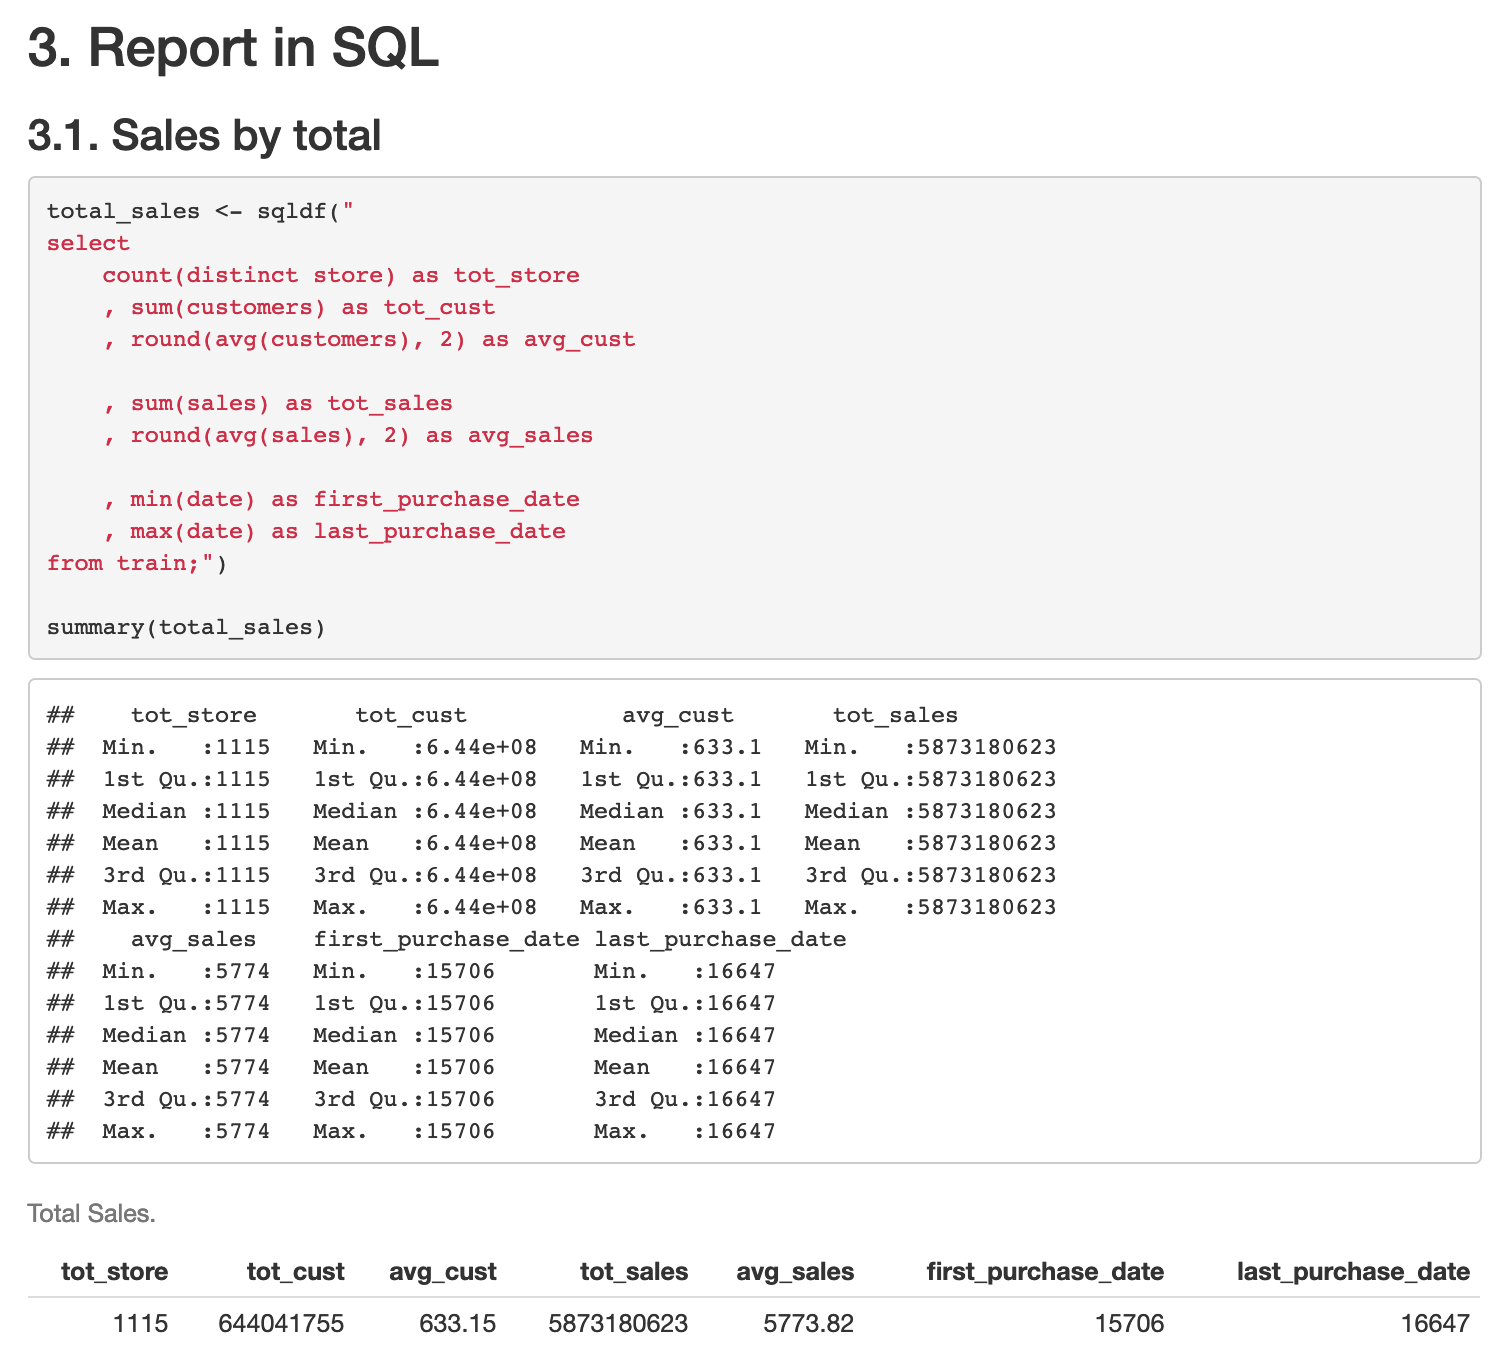 3. Report in SQL
3.1. Sales by total
total_sales <- sqldf("
select
    count(distinct store) as tot_store
    , sum(customers) as tot_cust
    , round(avg(customers), 2) as avg_cust

    , sum(sales) as tot_sales
    , round(avg(sales), 2) as avg_sales

    , min(date) as first_purchase_date
    , max(date) as last_purchase_date
from train;")

summary(total_sales)
##    tot_store       tot_cust           avg_cust       tot_sales
##  Min.   :1115   Min.   :6.44e+08   Min.   :633.1   Min.   :5873180623
##  1st Qu.:1115   1st Qu.:6.44e+08   1st Qu.:633.1   1st Qu.:5873180623
##  Median :1115   Median :6.44e+08   Median :633.1   Median :5873180623
##  Mean   :1115   Mean   :6.44e+08   Mean   :633.1   Mean   :5873180623
##  3rd Qu.:1115   3rd Qu.:6.44e+08   3rd Qu.:633.1   3rd Qu.:5873180623
##  Max.   :1115   Max.   :6.44e+08   Max.   :633.1   Max.   :5873180623
##    avg_sales    first_purchase_date last_purchase_date
##  Min.   :5774   Min.   :15706       Min.   :16647
##  1st Qu.:5774   1st Qu.:15706       1st Qu.:16647
##  Median :5774   Median :15706       Median :16647
##  Mean   :5774   Mean   :15706       Mean   :16647
##  3rd Qu.:5774   3rd Qu.:15706       3rd Qu.:16647
##  Max.   :5774   Max.   :15706       Max.   :16647
Total Sales.
tot_store tot_cust avg_cust tot_sales avg_sales first_purchase_date last_purchase_date
1115 644041755 633.15 5873180623 5773.82 15706 16647